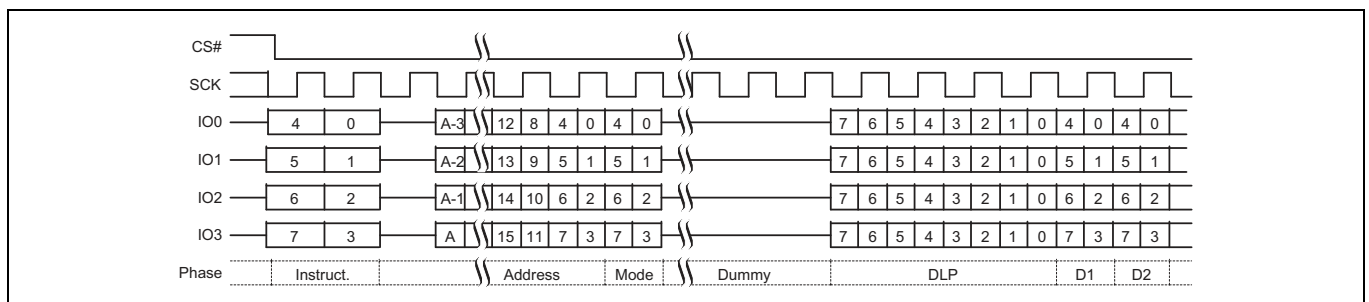 CS#
SCK
IO0 4 0 A-3 12 8 4 0 4 0 7 6 5 4 3 2 1 0 4 0 4 0
IO1 5 1 A-2 13 9 5 1 5 1 7 6 5 4 3 2 1 0 5 1 5 1
IO2 6 2 A-1 14 10 6 2 6 2 7 6 5 4 3 2 1 0 6 2 6 2
IO3 7 3 A 15 11 7 3 7 3 7 6 5 4 3 2 1 0 7 3 7 3
Phase Instruct. Address Mode Dummy DLP D1 D2